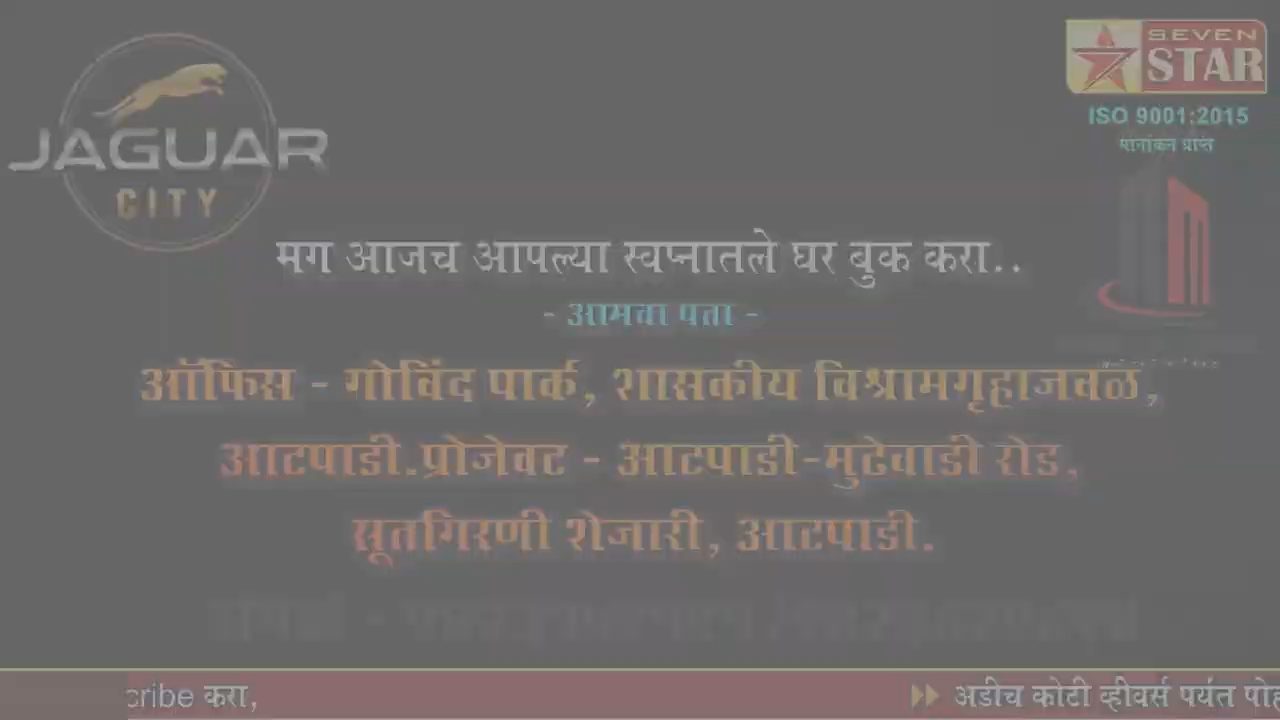 JAGUAR
CITY
SEVEN
STAR
ISO 9001:2015
मानांकन प्राप्त
मग आजच आपल्या स्वप्नातले घर बुक करा..
- आमचा पत्ता -
ऑफिस - गोविंद पार्क, शासकीय विश्रामगृहाजवळ,
आटपाडी.प्रोजेक्ट - आटपाडी-मुढेवाडी रोड,
सूतगिरणी शेजारी, आटपाडी.
cribe करा,
अडीच कोटी व्हीवर्स पर्यंत पोह